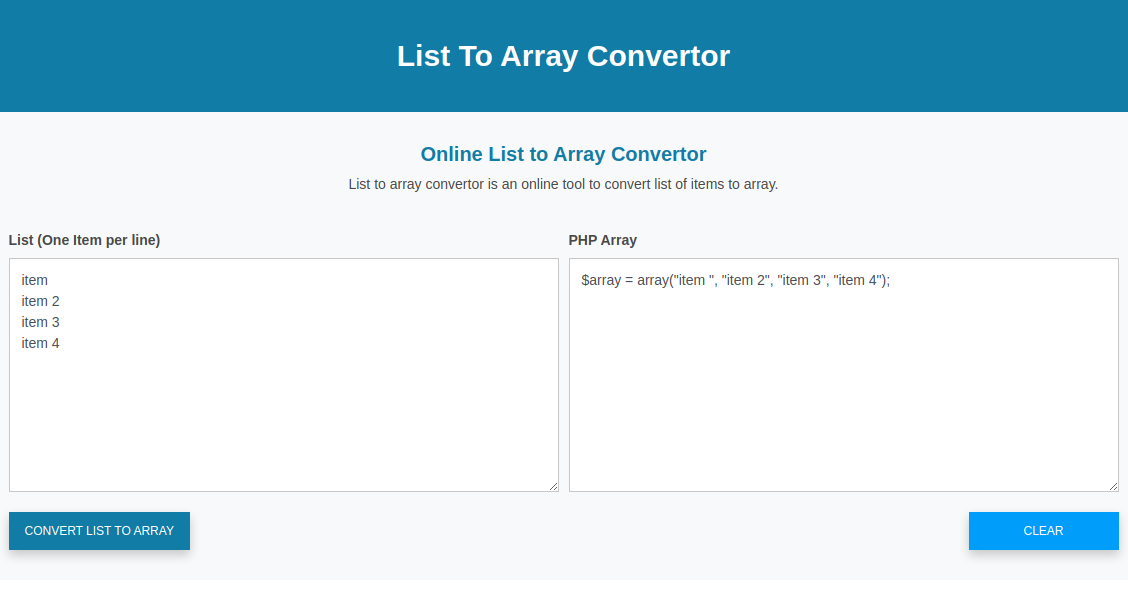 List To Array Convertor
Online List to Array Convertor
List to array convertor is an online tool to convert list of items to array.
List (One Item per line)
item
item 2
item 3
item 4
PHP Array
$array = array("item ", "item 2", "item 3", "item 4");
CONVERT LIST TO ARRAY
CLEAR